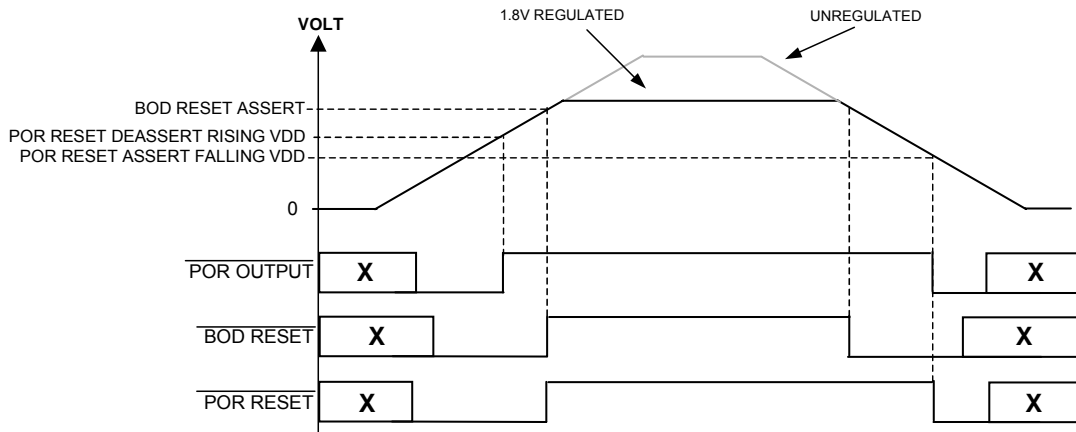 1.8V REGULATED
UNREGULATED
VOLT
BOD RESET ASSERT
POR RESET DEASSERT RISING VDD
POR RESET ASSERT FALLING VDD
0
POR OUTPUT
X
X
BOD RESET
X
X
POR RESET
X
X